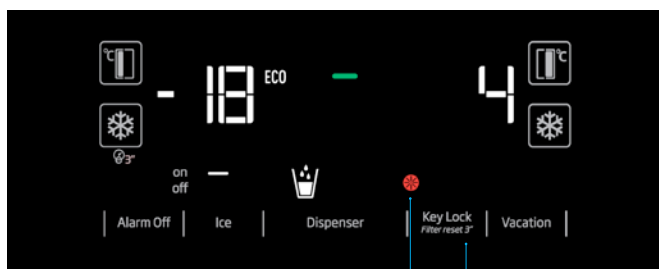 °C
- 18
ECO
4
°C
3"
on
off
Alarm Off
Ice
Dispenser
Key Lock
Filter reset 3"
Vacation